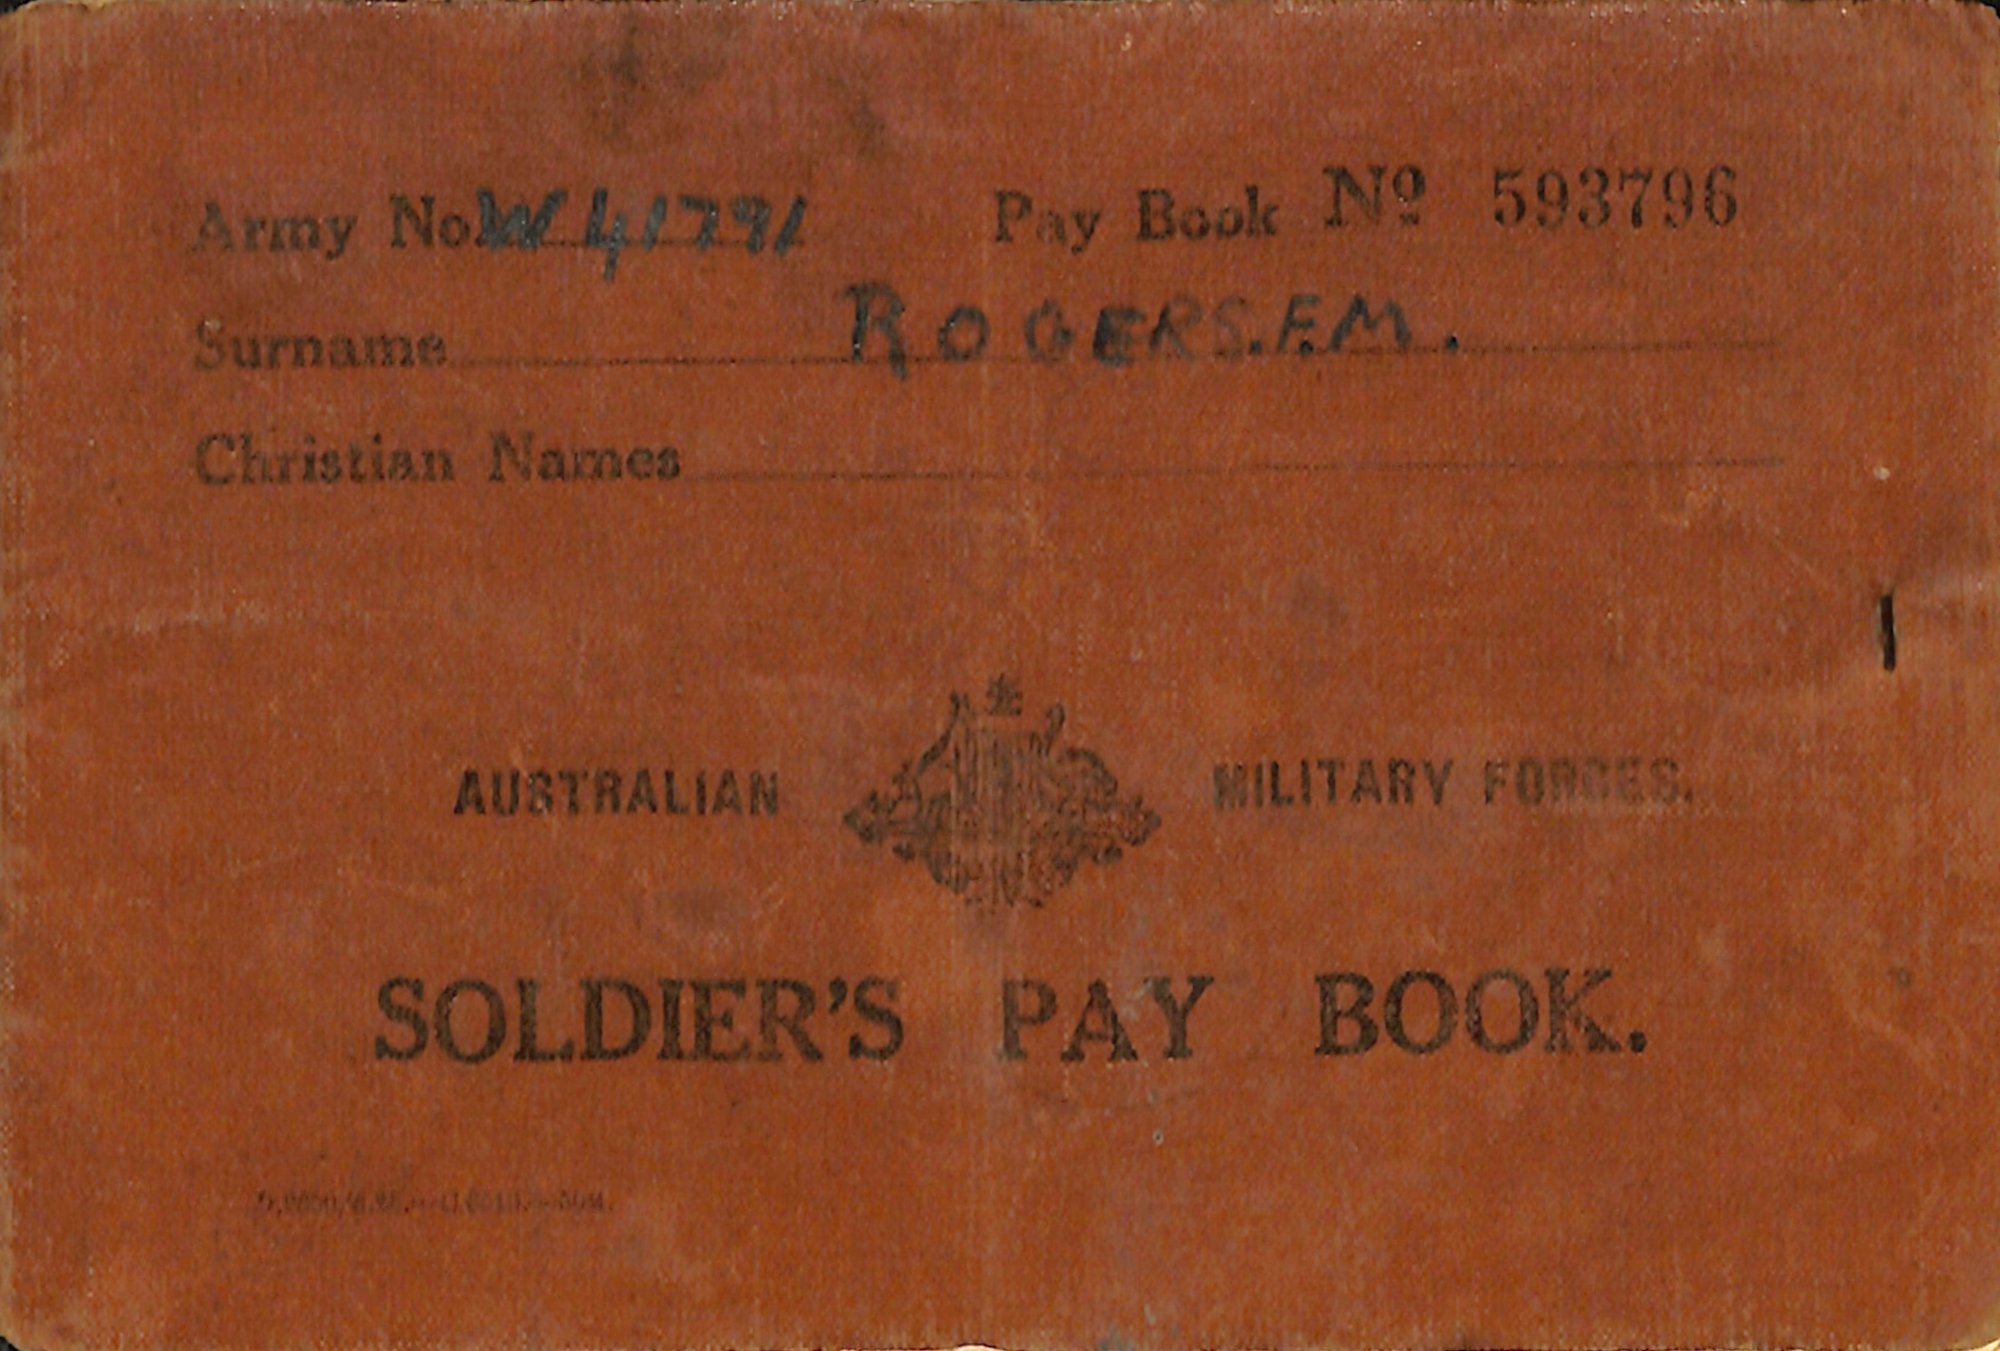 Army No. W41791 Pay Book No 593796
Surname ROGERS.F.M.
Christian Names
AUSTRALIAN MILITARY FORCES.
SOLDIER'S PAY BOOK.